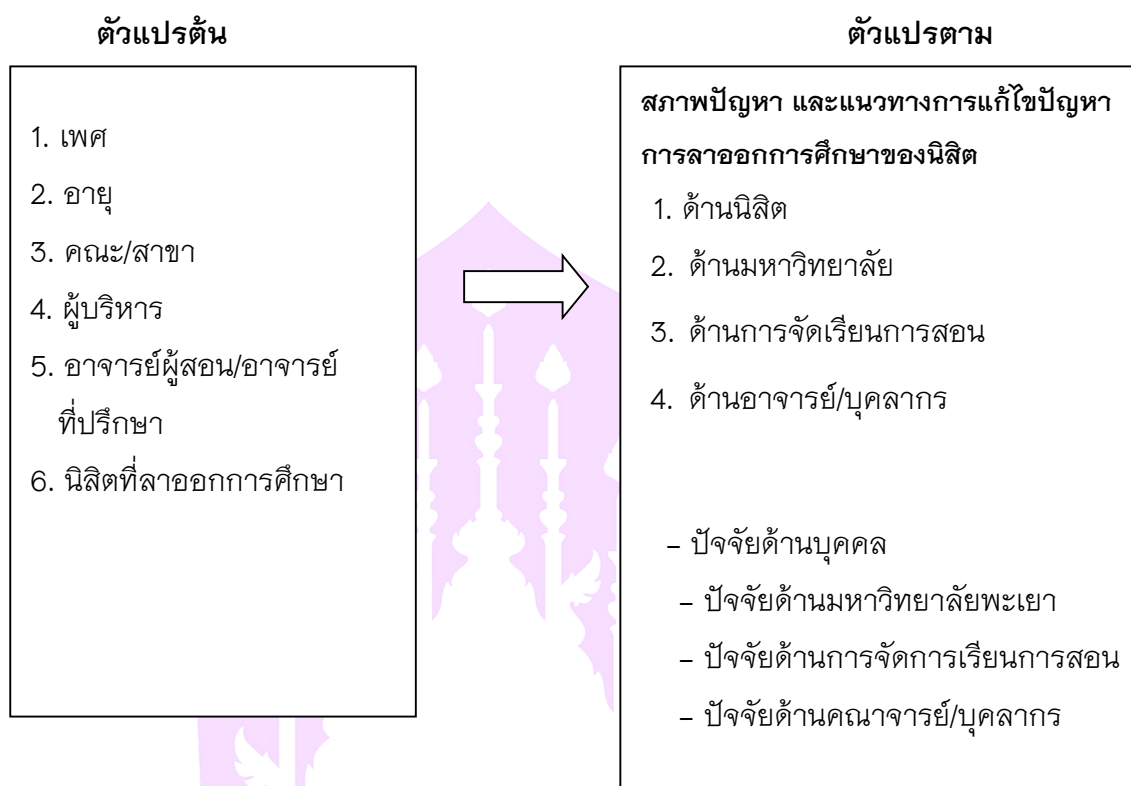 ตัวแปรต้น
1. เพศ
2. อายุ
3. คณะ/สาขา
4. ผู้บริหาร
5. อาจารย์ผู้สอน/อาจารย์
ที่ปรึกษา
6. นิสิตที่ลาออกการศึกษา
ตัวแปรตาม
สภาพปัญหา และแนวทางการแก้ไขปัญหา
การลาออกการศึกษาของนิสิต
1. ด้านนิสิต
2. ด้านมหาวิทยาลัย
3. ด้านการจัดเรียนการสอน
4. ด้านอาจารย์/บุคลากร
– ปัจจัยด้านบุคคล
– ปัจจัยด้านมหาวิทยาลัยพะเยา
– ปัจจัยด้านการจัดการเรียนการสอน
– ปัจจัยด้านคณาจารย์/บุคลากร